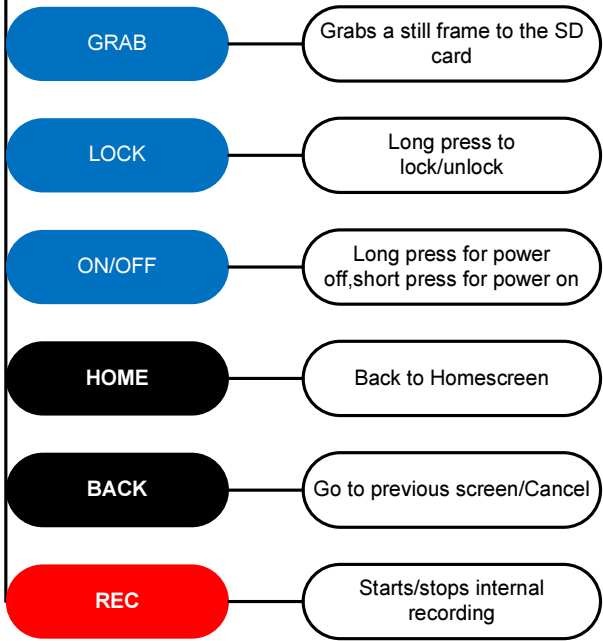 GRAB
Grabs a still frame to the SD
card
LOCK
Long press to
lock/unlock
ON/OFF
Long press for power
off,short press for power on
HOME
Back to Homescreen
BACK
Go to previous screen/Cancel
REC
Starts/stops internal
recording